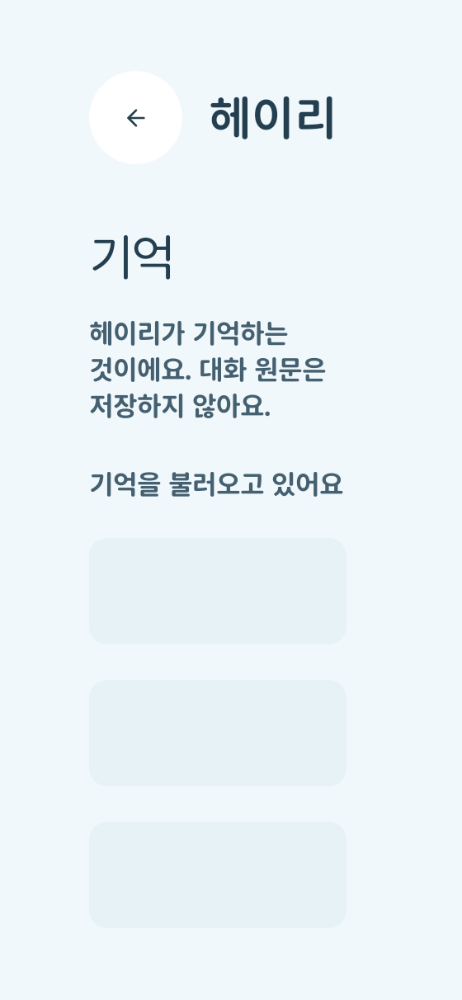 헤이리
기억
헤이리가 기억하는
것이에요. 대화 원문은
저장하지 않아요.
기억을 불러오고 있어요